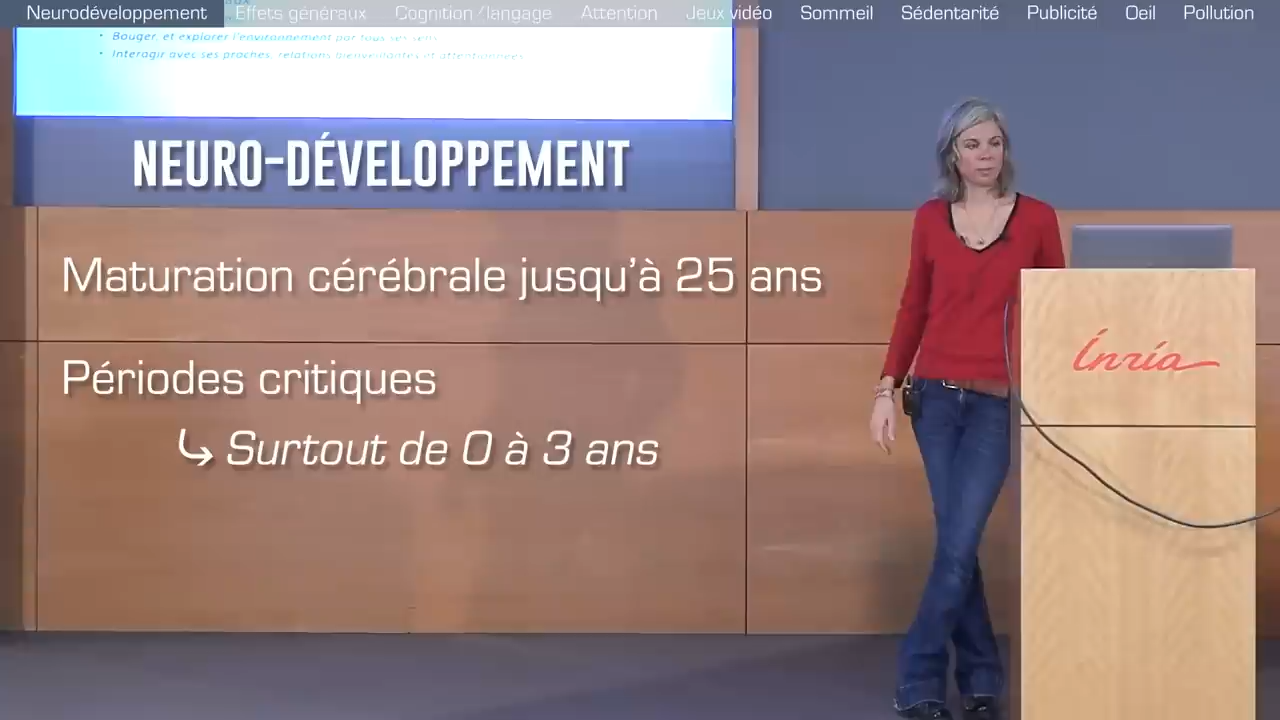 Neurodéveloppement Effets généraux Cognition/langage Attention Jeux vidéo Sommeil Sédentarité Publicité Oeil Pollution
• Bouger, et explorer l'environnement par tous ses sens
• Interagir avec ses proches, relations bienveillantes et attentionnées
NEURO-DÉVELOPPEMENT
Maturation cérébrale jusqu'à 25 ans
Périodes critiques
↳ Surtout de 0 à 3 ans
Inria